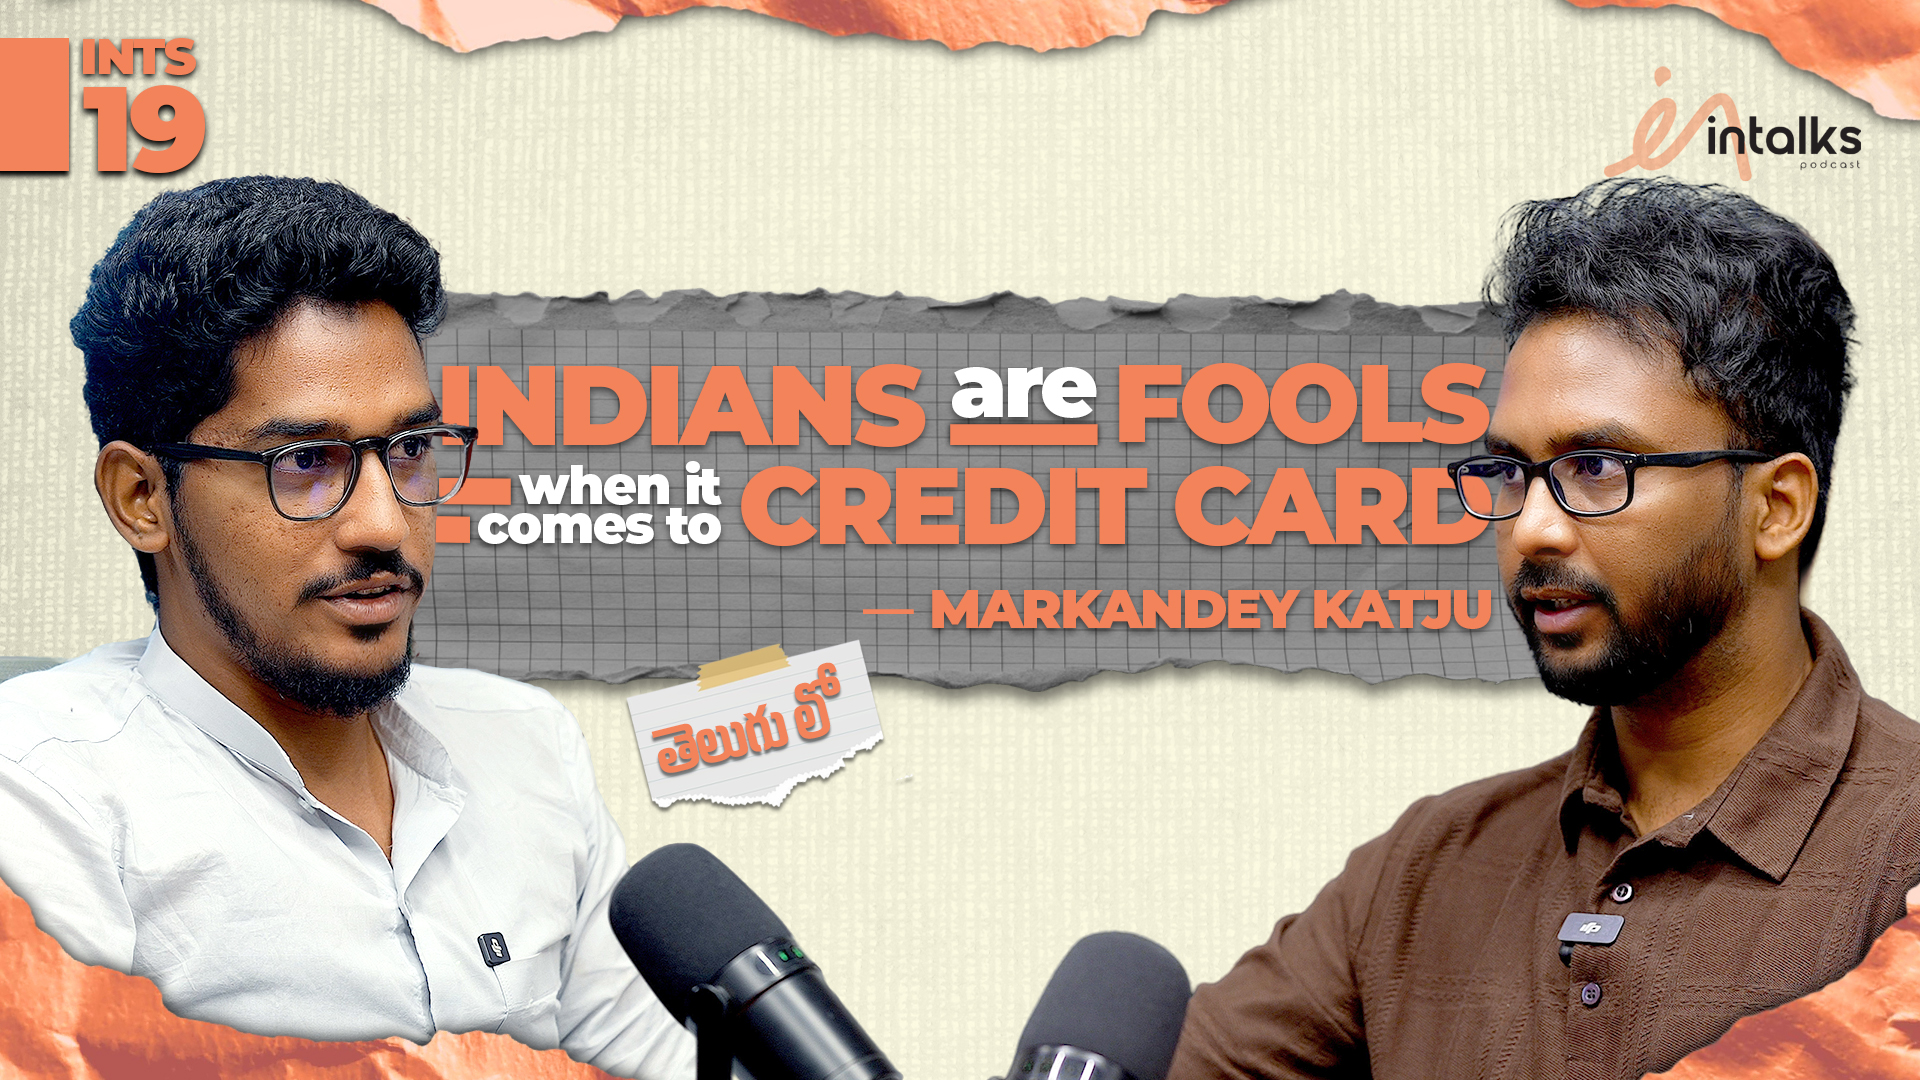 INTS
19
intalks
podcast
INDIANS are FOOLS
when it
comes to CREDIT CARD
— MARKANDEY KATJU
తెలుగు లో